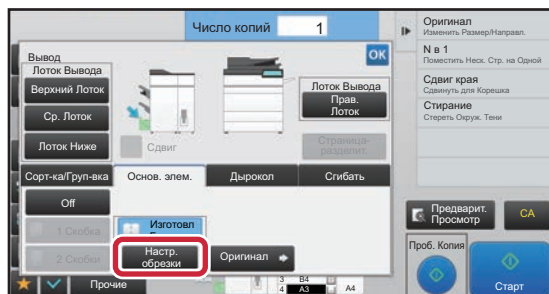 Число копий 1
Оригинал
Изменить Размер/Направл.
N в 1
Поместить Неск. Стр. на Одной
Сдвиг края
Сдвинуть для Корешка
Стирание
Стереть Окруж. Тени
Вывод
OK
Лоток Вывода
Верхний Лоток
Ср. Лоток
Лоток Ниже
Сдвиг
Лоток Вывода
Прав.
Лоток
Страница-
разделит.
Сорт-ка/Груп-вка
Основ. элем.
Дырокол
Сгибать
Off
1 Скобка
2 Скобки
Изготовл
Настр.
обрезки
Оригинал
Предварит.
Просмотр
CA
Проб. Копия
Старт
Прочие
3 B4
4 A3
A4